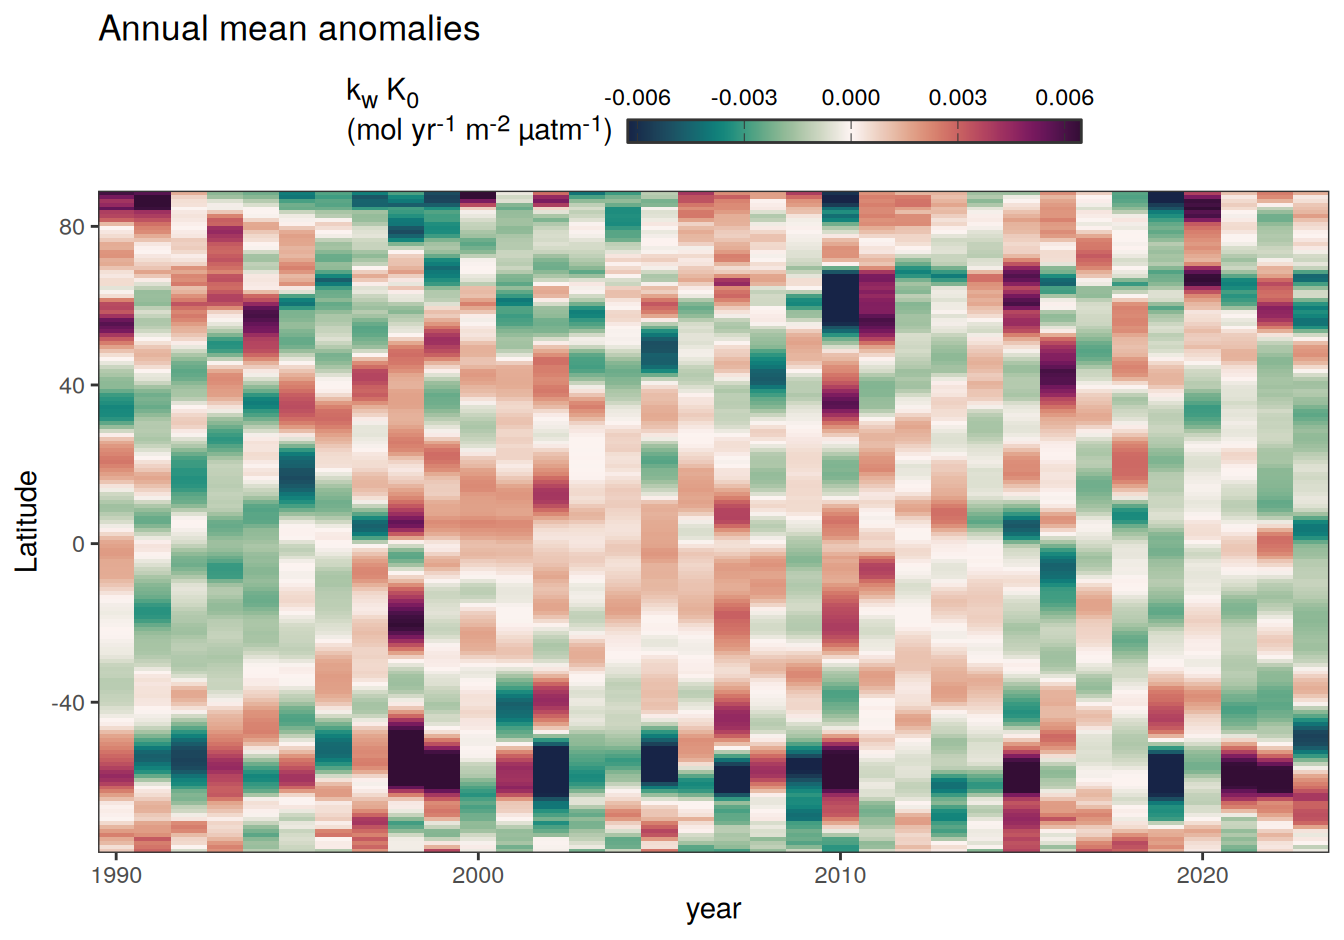 Annual mean anomalies
kw K0
(mol yr-1 m-2 µatm-1)
-0.006 -0.003 0.000 0.003 0.006
80
40
0
-40
Latitude
1990 2000 2010 2020
year